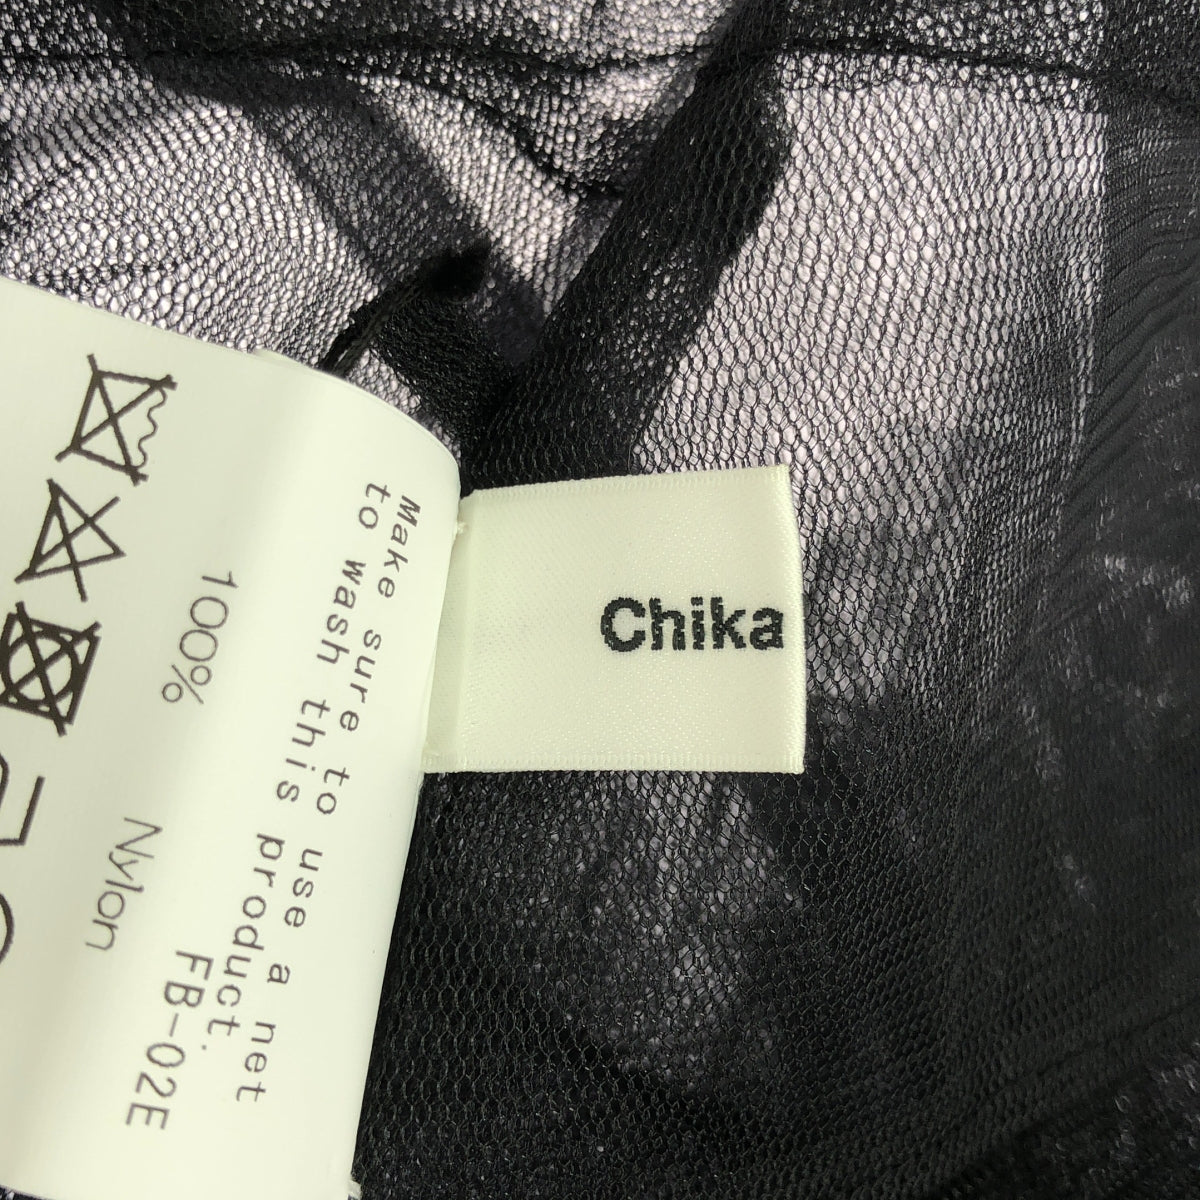 Chika
Make sure to use a net
to wash this product.
FB-02E
100%
Nylon